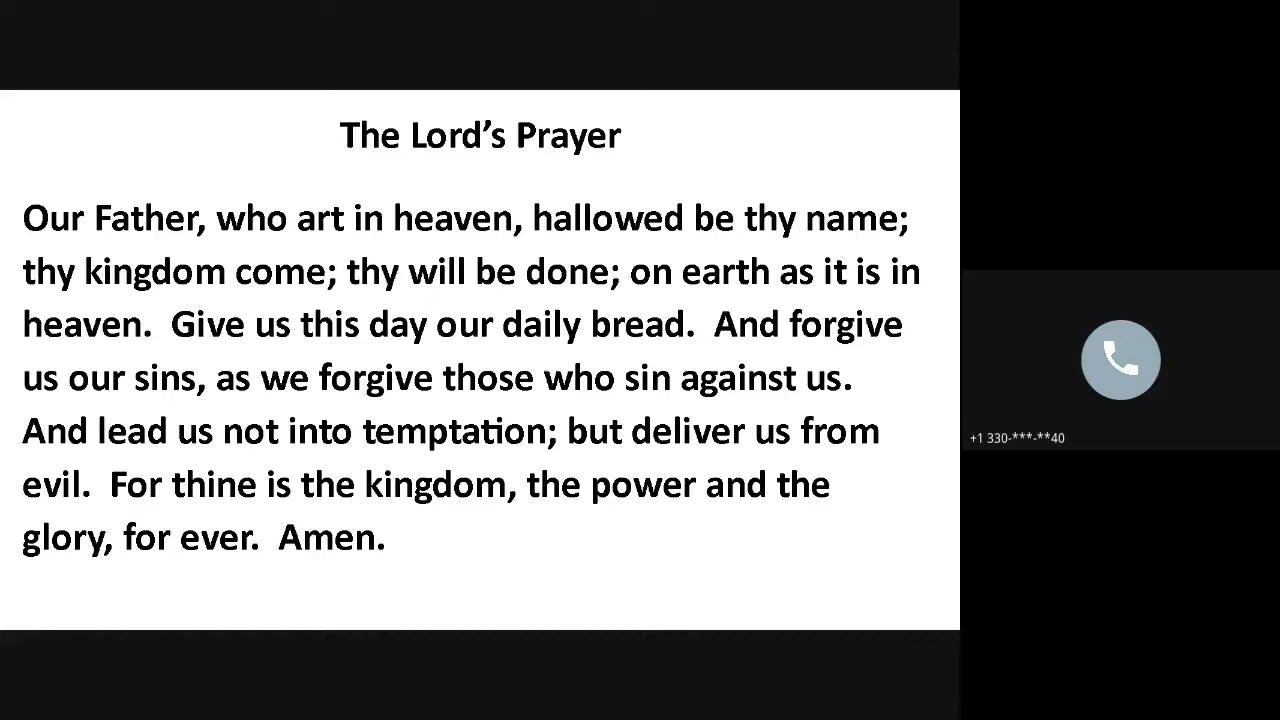 The Lord’s Prayer
Our Father, who art in heaven, hallowed be thy name;
thy kingdom come; thy will be done; on earth as it is in
heaven.  Give us this day our daily bread.  And forgive
us our sins, as we forgive those who sin against us.
And lead us not into temptation; but deliver us from
evil.  For thine is the kingdom, the power and the
glory, for ever.  Amen.
+1 330-***-**40